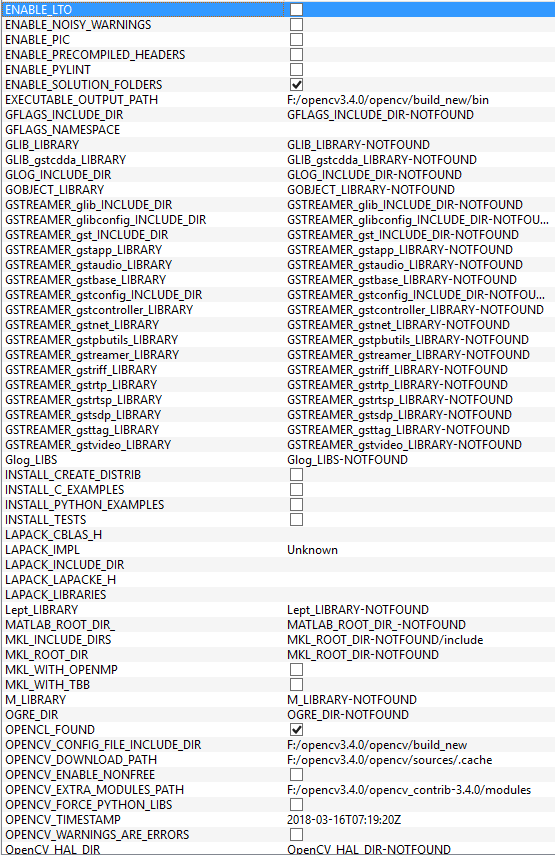 ENABLE_LTO
ENABLE_NOISY_WARNINGS
ENABLE_PIC
ENABLE_PRECOMPILED_HEADERS
ENABLE_PYLINT
ENABLE_SOLUTION_FOLDERS
EXECUTABLE_OUTPUT_PATH F:/opencv3.4.0/opencv/build_new/bin
GFLAGS_INCLUDE_DIR GFLAGS_INCLUDE_DIR-NOTFOUND
GFLAGS_NAMESPACE
GLIB_LIBRARY GLIB_LIBRARY-NOTFOUND
GLIB_gstcdda_LIBRARY GLIB_gstcdda_LIBRARY-NOTFOUND
GLOG_INCLUDE_DIR GLOG_INCLUDE_DIR-NOTFOUND
GOBJECT_LIBRARY GOBJECT_LIBRARY-NOTFOUND
GSTREAMER_glib_INCLUDE_DIR GSTREAMER_glib_INCLUDE_DIR-NOTFOUND
GSTREAMER_glibconfig_INCLUDE_DIR GSTREAMER_glibconfig_INCLUDE_DIR-NOTFOU...
GSTREAMER_gst_INCLUDE_DIR GSTREAMER_gst_INCLUDE_DIR-NOTFOUND
GSTREAMER_gstapp_LIBRARY GSTREAMER_gstapp_LIBRARY-NOTFOUND
GSTREAMER_gstaudio_LIBRARY GSTREAMER_gstaudio_LIBRARY-NOTFOUND
GSTREAMER_gstbase_LIBRARY GSTREAMER_gstbase_LIBRARY-NOTFOUND
GSTREAMER_gstconfig_INCLUDE_DIR GSTREAMER_gstconfig_INCLUDE_DIR-NOTFOU...
GSTREAMER_gstcontroller_LIBRARY GSTREAMER_gstcontroller_LIBRARY-NOTFOUND
GSTREAMER_gstnet_LIBRARY GSTREAMER_gstnet_LIBRARY-NOTFOUND
GSTREAMER_gstpbutils_LIBRARY GSTREAMER_gstpbutils_LIBRARY-NOTFOUND
GSTREAMER_gstreamer_LIBRARY GSTREAMER_gstreamer_LIBRARY-NOTFOUND
GSTREAMER_gstriff_LIBRARY GSTREAMER_gstriff_LIBRARY-NOTFOUND
GSTREAMER_gstrtp_LIBRARY GSTREAMER_gstrtp_LIBRARY-NOTFOUND
GSTREAMER_gstrtsp_LIBRARY GSTREAMER_gstrtsp_LIBRARY-NOTFOUND
GSTREAMER_gstsdp_LIBRARY GSTREAMER_gstsdp_LIBRARY-NOTFOUND
GSTREAMER_gsttag_LIBRARY GSTREAMER_gsttag_LIBRARY-NOTFOUND
GSTREAMER_gstvideo_LIBRARY GSTREAMER_gstvideo_LIBRARY-NOTFOUND
Glog_LIBS Glog_LIBS-NOTFOUND
INSTALL_CREATE_DISTRIB
INSTALL_C_EXAMPLES
INSTALL_PYTHON_EXAMPLES
INSTALL_TESTS
LAPACK_CBLAS_H
LAPACK_IMPL Unknown
LAPACK_INCLUDE_DIR
LAPACK_LAPACKE_H
LAPACK_LIBRARIES
Lept_LIBRARY Lept_LIBRARY-NOTFOUND
MATLAB_ROOT_DIR_ MATLAB_ROOT_DIR_-NOTFOUND
MKL_INCLUDE_DIRS MKL_ROOT_DIR-NOTFOUND/include
MKL_ROOT_DIR MKL_ROOT_DIR-NOTFOUND
MKL_WITH_OPENMP
MKL_WITH_TBB
M_LIBRARY M_LIBRARY-NOTFOUND
OGRE_DIR OGRE_DIR-NOTFOUND
OPENCL_FOUND
OPENCV_CONFIG_FILE_INCLUDE_DIR F:/opencv3.4.0/opencv/build_new
OPENCV_DOWNLOAD_PATH F:/opencv3.4.0/opencv/sources/.cache
OPENCV_ENABLE_NONFREE
OPENCV_EXTRA_MODULES_PATH F:/opencv3.4.0/opencv_contrib-3.4.0/modules
OPENCV_FORCE_PYTHON_LIBS
OPENCV_TIMESTAMP 2018-03-16T07:19:20Z
OPENCV_WARNINGS_ARE_ERRORS
OpenCV_HAL_DIR OpenCV_HAL_DIR-NOTFOUND